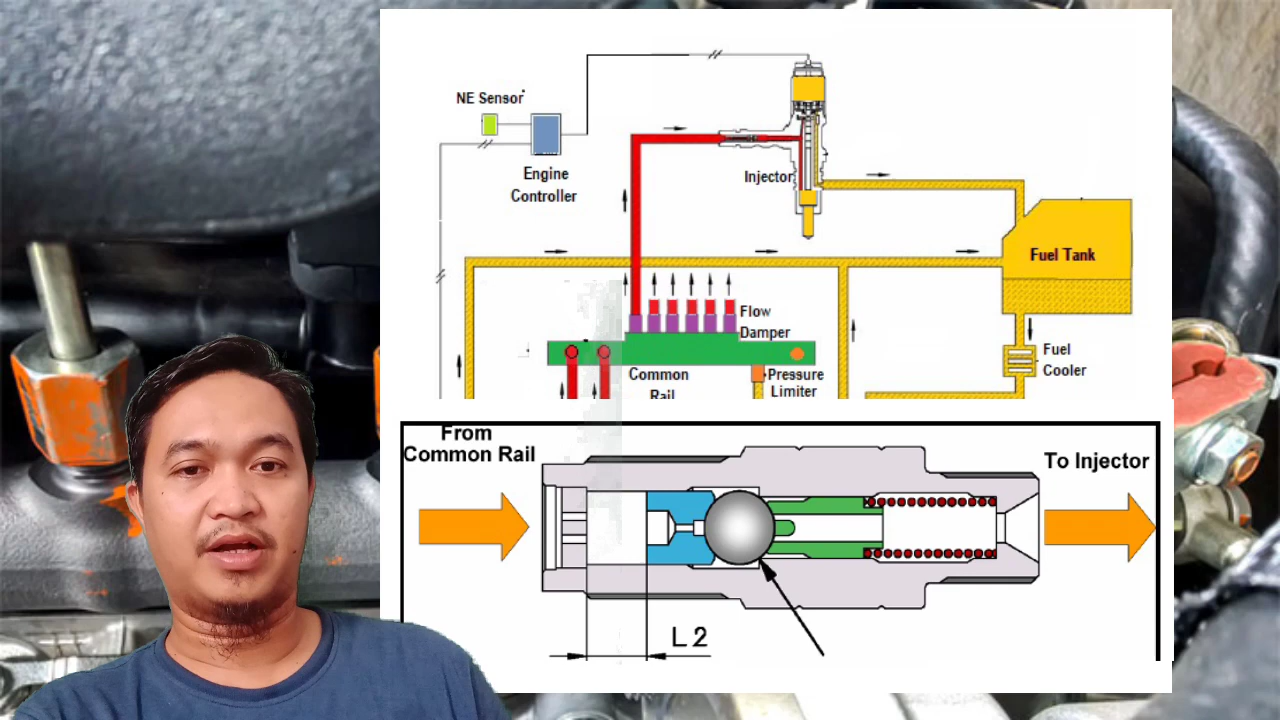 NE Sensor
Engine
Controller
Injector
Fuel Tank
Flow
Damper
Fuel
Cooler
Common
Rail
Pressure
Limiter
From
Common Rail
To Injector
L2